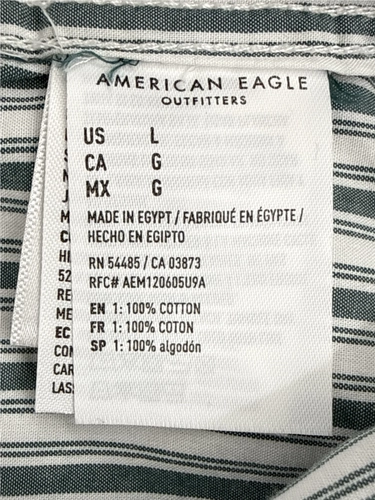 AMERICAN EAGLE
OUTFITTERS
US L
CA G
MX G
MADE IN EGYPT / FABRIQUÉ EN ÉGYPTE /
HECHO EN EGIPTO
RN 54485 / CA 03873
RFC# AEM120605U9A
EN 1: 100% COTTON
FR 1: 100% COTON
SP 1: 100% algodón